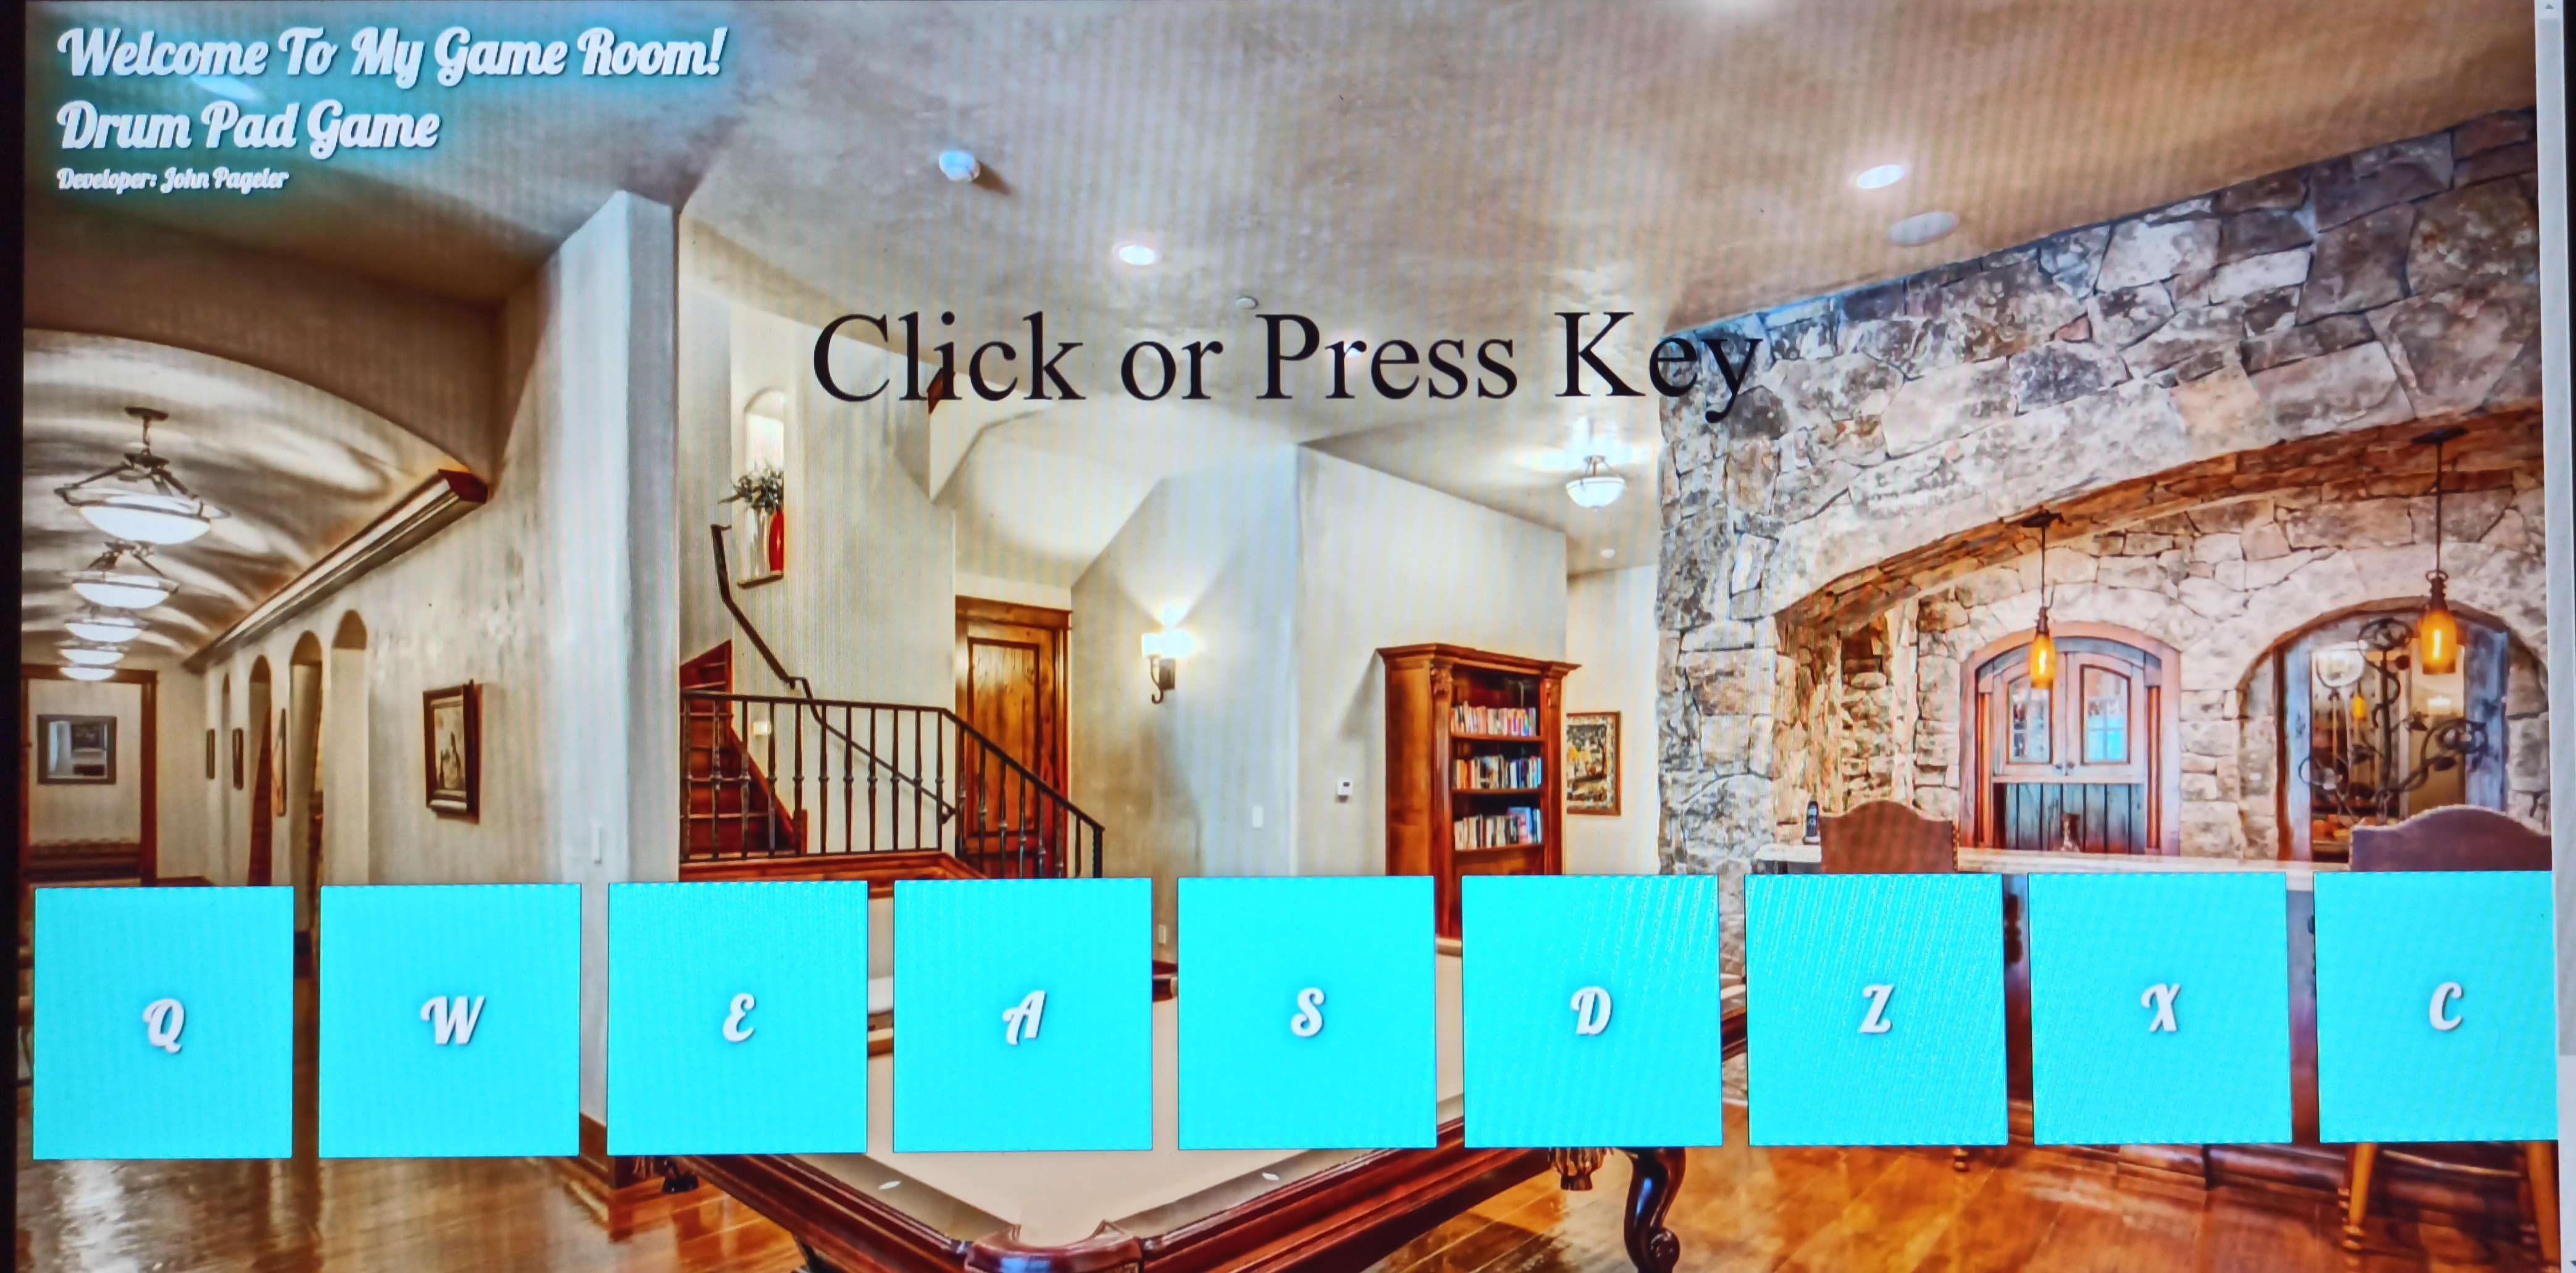 Welcome To My Game Room!
Drum Pad Game
Developer: John Pageler
Click or Press Key
Q W E A S D Z X C